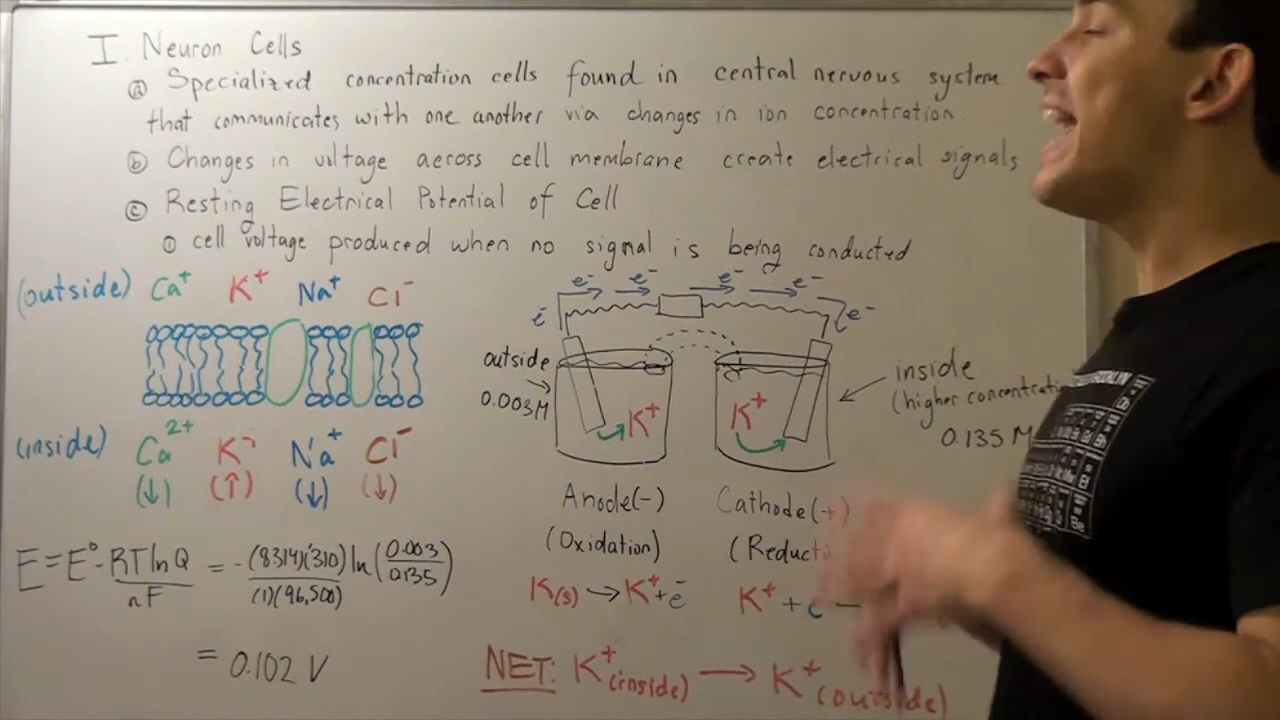 I. Neuron Cells
ⓐ Specialized concentration cells found in central nervous system
that communicates with one another via changes in ion concentration.
ⓑ Changes in voltage across cell membrane create electrical signals
ⓒ Resting Electrical Potential of Cell
① cell voltage produced when no signal is being conducted
(outside) Ca⁺ K⁺ Na⁺ Cl⁻
e⁻ e⁻ e⁻ e⁻
e⁻ e⁻
outside
0.003M
K⁺ K⁺
inside
(higher concentrati
0.135 M
(inside) Ca²⁺ K⁺ Na⁺ Cl⁻
(↓) (↑) (↓) (↓)
Anode(-) Cathode(+)
(Oxidation) (Reducti
K(s) → K⁺ + e⁻ K⁺ + e⁻ —
E = E° - RT ln Q / nF = -(8.314)(310) / (1)(96,500) ln (0.003 / 0.135)
= 0.102 V
NET: K⁺(inside) → K⁺(outside)